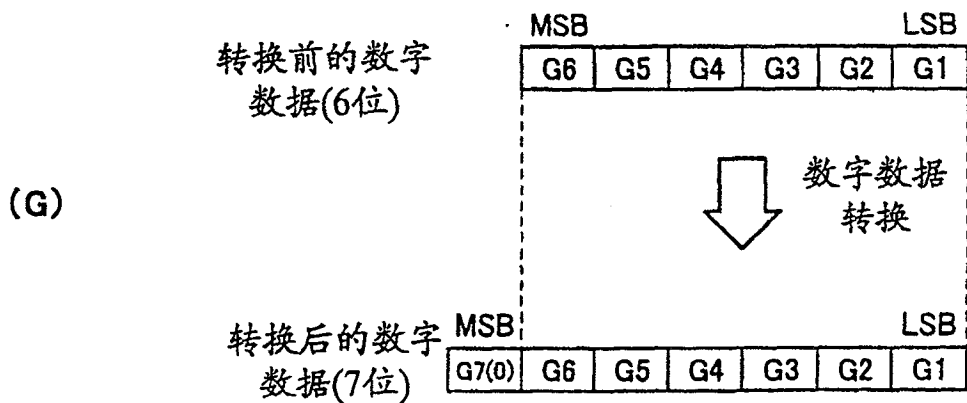 MSB LSB
转换前的数字
数据(6位)
G6 G5 G4 G3 G2 G1
(G)
数字数据
转换
转换后的数字
数据(7位)
MSB LSB
G7(0) G6 G5 G4 G3 G2 G1